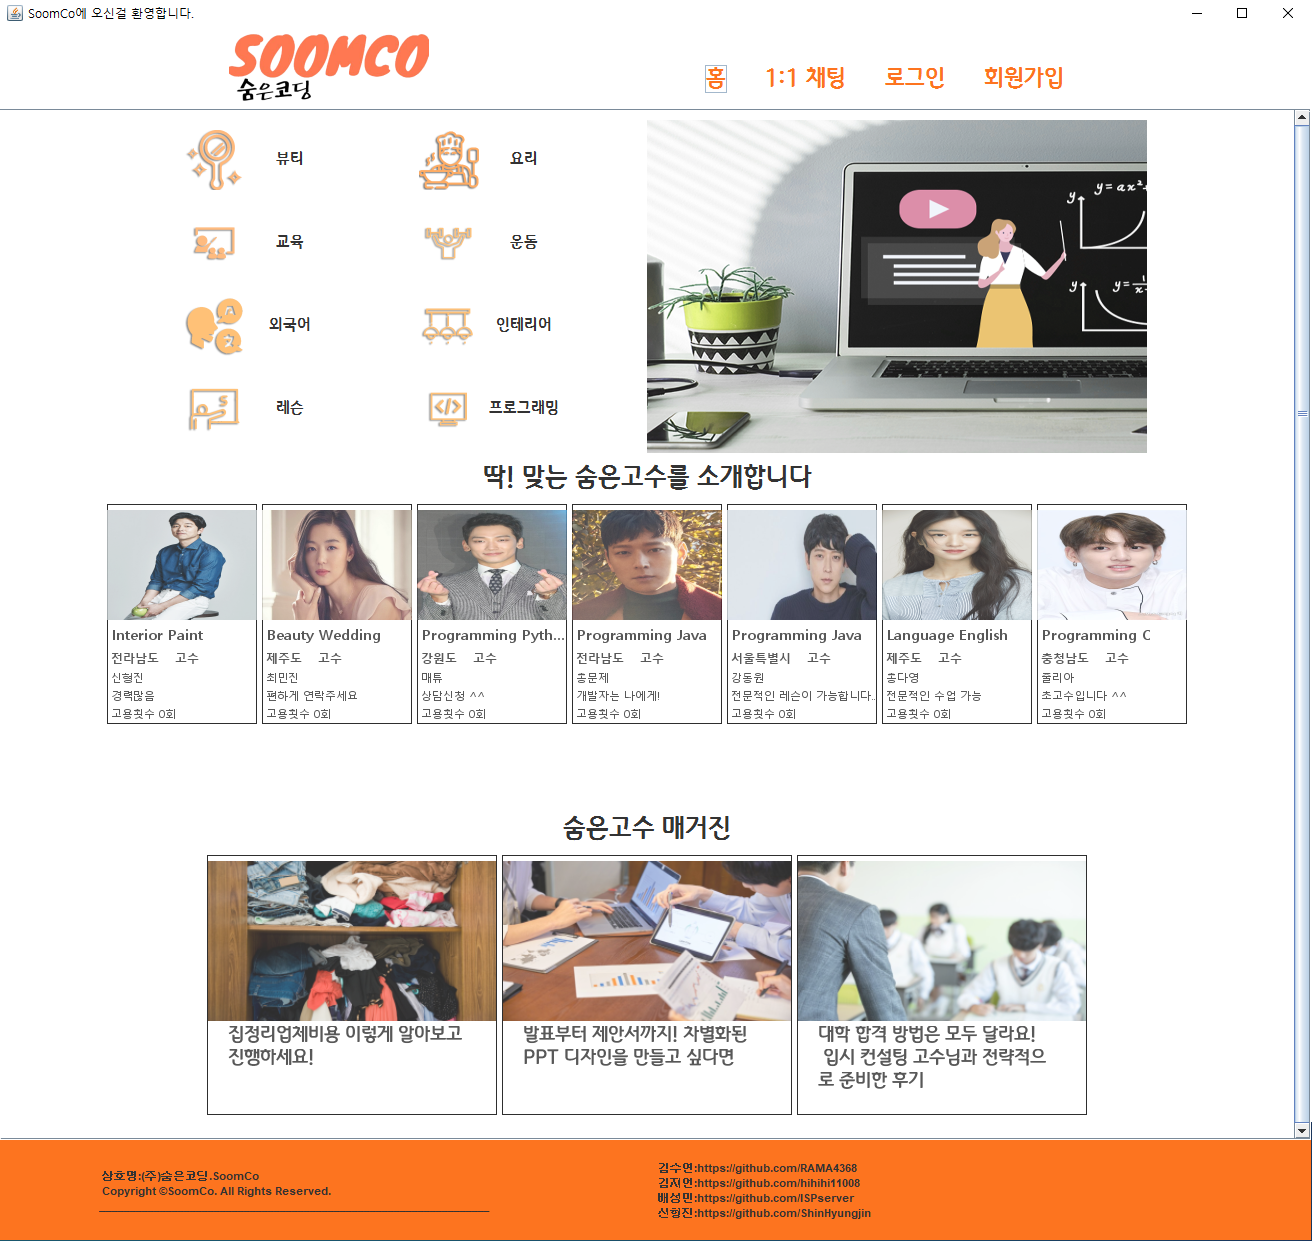 SoomCo에 오신걸 환영합니다.
SOOMCO
숨은코딩
홈 1:1 채팅 로그인 회원가입
뷰티 요리
교육 운동
외국어 인테리어
레슨 프로그래밍
y = ax²+
y
y = 1/x
y
딱! 맞는 숨은고수를 소개합니다
Interior Paint
전라남도 고수
신형진
경력많음
고용횟수 0회
Beauty Wedding
제주도 고수
최민진
편하게 연락주세요
고용횟수 0회
Programming Pyth...
강원도 고수
매튜
상담신청 ^^
고용횟수 0회
Programming Java
전라남도 고수
홍문제
개발자는 나에게!
고용횟수 0회
Programming Java
서울특별시 고수
강동원
전문적인 레슨이 가능합니다..
고용횟수 0회
Language English
제주도 고수
홍다영
전문적인 수업 가능
고용횟수 0회
Programming C
충청남도 고수
줄리아
초고수입니다 ^^
고용횟수 0회
숨은고수 매거진
집정리업체비용 이렇게 알아보고
진행하세요!
발표부터 제안서까지! 차별화된
PPT 디자인을 만들고 싶다면
대학 합격 방법은 모두 달라요!
입시 컨설팅 고수님과 전략적으
로 준비한 후기
상호명:(주)숨은코딩.SoomCo
Copyright ©SoomCo. All Rights Reserved.
김수연:https://github.com/RAMA4368
김지연:https://github.com/hihihi11008
배성민:https://github.com/ISPserver
신형진:https://github.com/ShinHyungjin